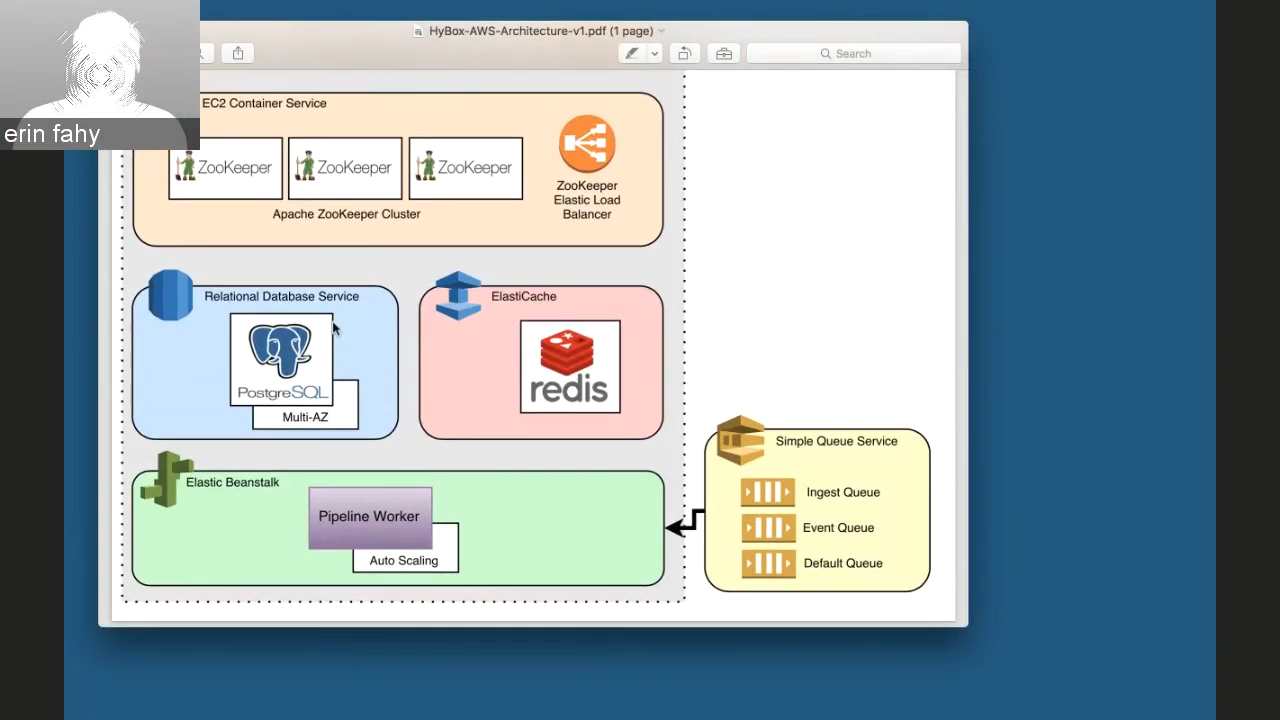 HyBox-AWS-Architecture-v1.pdf (1 page)
Search
erin fahy
EC2 Container Service
ZooKeeper
ZooKeeper
ZooKeeper
Apache ZooKeeper Cluster
ZooKeeper
Elastic Load
Balancer
Relational Database Service
PostgreSQL
Multi-AZ
ElastiCache
redis
Elastic Beanstalk
Pipeline Worker
Auto Scaling
Simple Queue Service
Ingest Queue
Event Queue
Default Queue